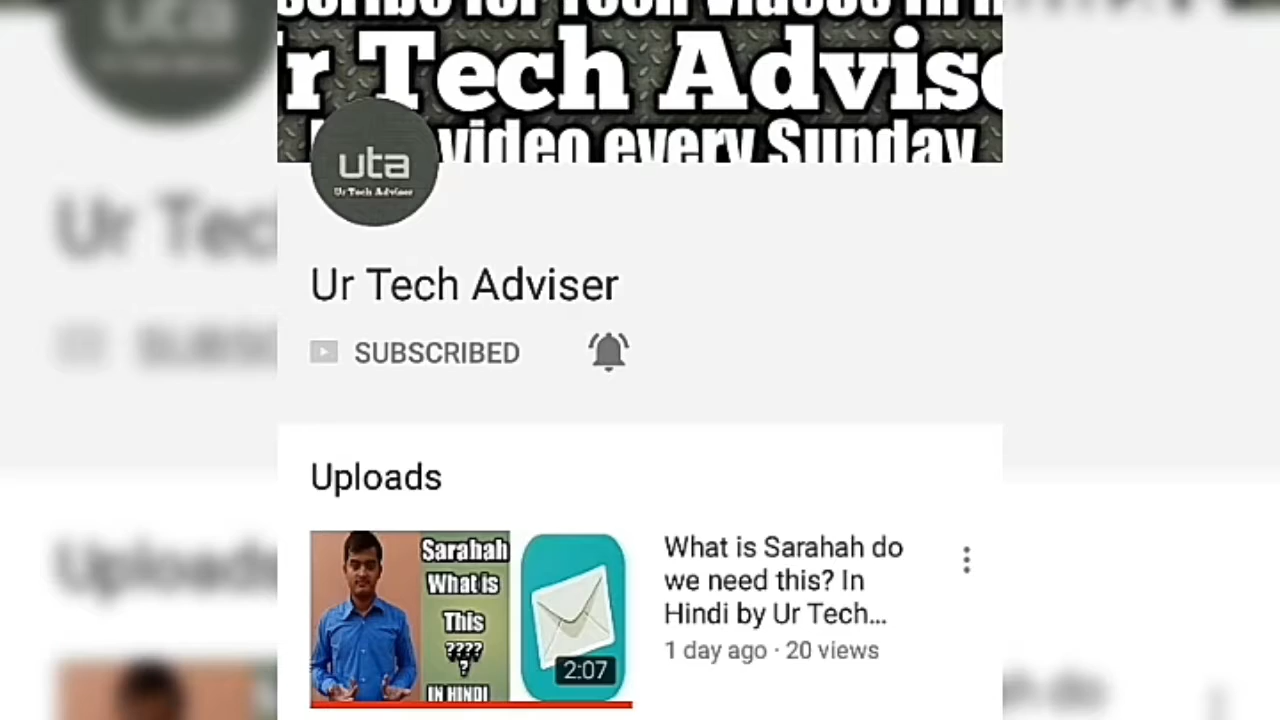 Ur Tech Adviser
video every Sunday
uta
Ur Tech Adviser
Ur Tech Adviser
SUBSCRIBED
Uploads
Sarahah
What is
This
????
?
IN HINDI
2:07
What is Sarahah do
we need this? In
Hindi by Ur Tech...
1 day ago · 20 views